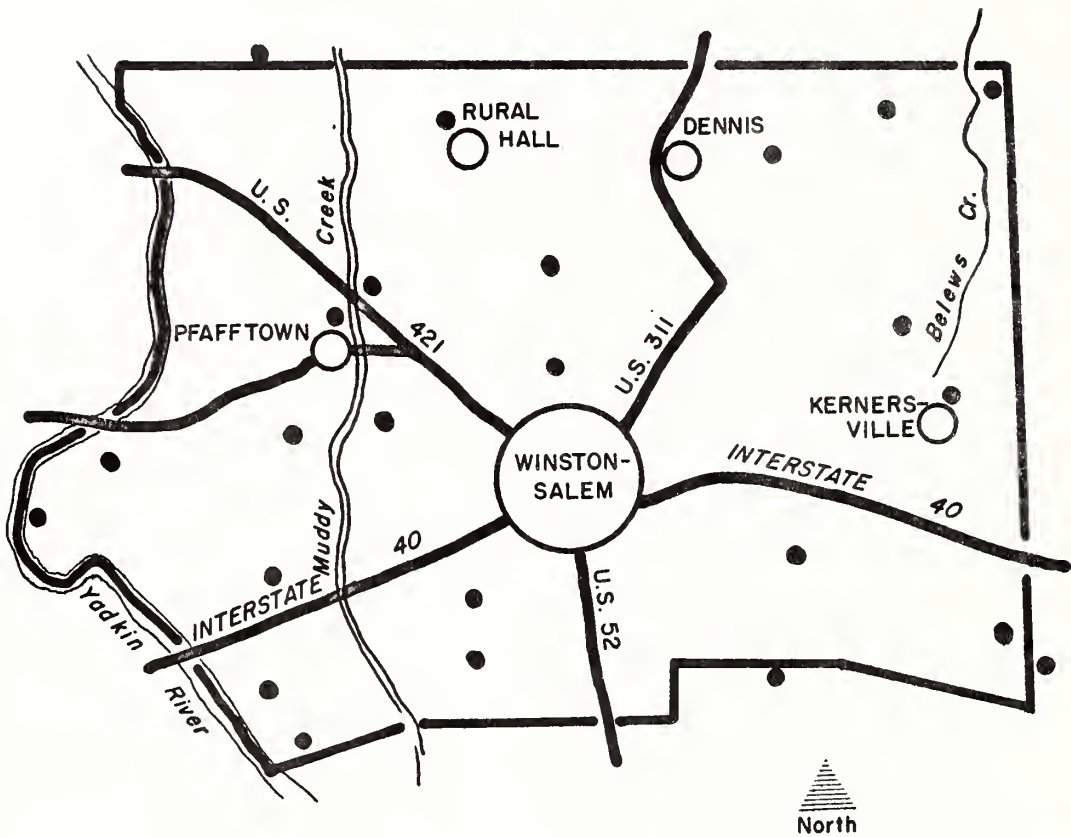 RURAL
HALL
DENNIS
U.S.
421
Creek
Muddy
PFAFFTOWN
U.S. 311
Belews Cr.
KERNERS-
VILLE
WINSTON-
SALEM
INTERSTATE
40
INTERSTATE
40
U.S. 52
Yadkin
River
North